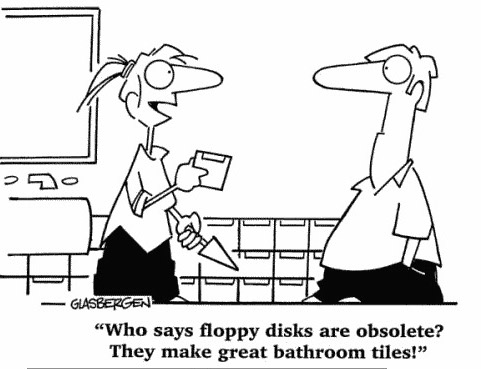 GLASBERGEN
“Who says floppy disks are obsolete?
They make great bathroom tiles!”